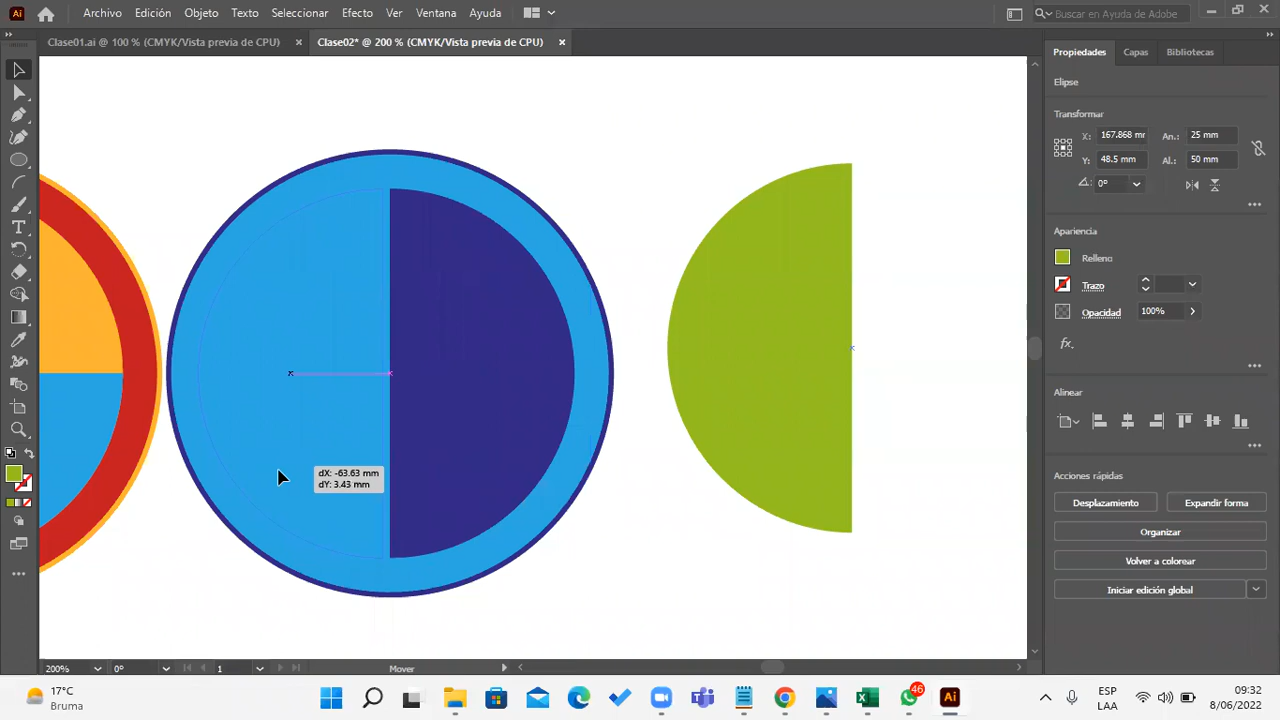 Ai Archivo Edición Objeto Texto Seleccionar Efecto Ver Ventana Ayuda Buscar en Ayuda de Adobe
Clase01.ai @ 100 % (CMYK/Vista previa de CPU) × Clase02* @ 200 % (CMYK/Vista previa de CPU) ×
Propiedades Capas Bibliotecas
Elipse
Transformar
X: 167.868 mm An.: 25 mm
Y: 48.5 mm Al.: 50 mm
0°
Apariencia
Relleno
Trazo
Opacidad 100%
fx.
Alinear
dX: -63.63 mm
dY: 3.43 mm
Acciones rápidas
Desplazamiento Expandir forma
Organizar
Volver a colorear
Iniciar edición global
200% 0° 1 Mover
17°C
Bruma
46
Ai
ESP
LAA
09:32
8/06/2022